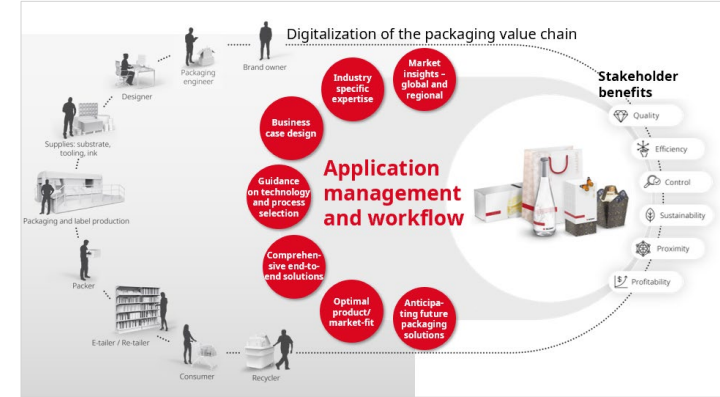 Digitalization of the packaging value chain
Brand owner
Packaging
engineer
Designer
Supplies: substrate,
tooling, ink
Packaging and label production
Packer
E-tailer / Re-tailer
Consumer
Recycler
Market
insights –
global and
regional
Industry
specific
expertise
Business
case design
Guidance
on technology
and process
selection
Comprehen-
sive end-to-
end solutions
Optimal
product/
market-fit
Anticipa-
ting future
packaging
solutions
Application
management
and workflow
Stakeholder
benefits
Quality
Efficiency
Control
Sustainability
Proximity
Profitability